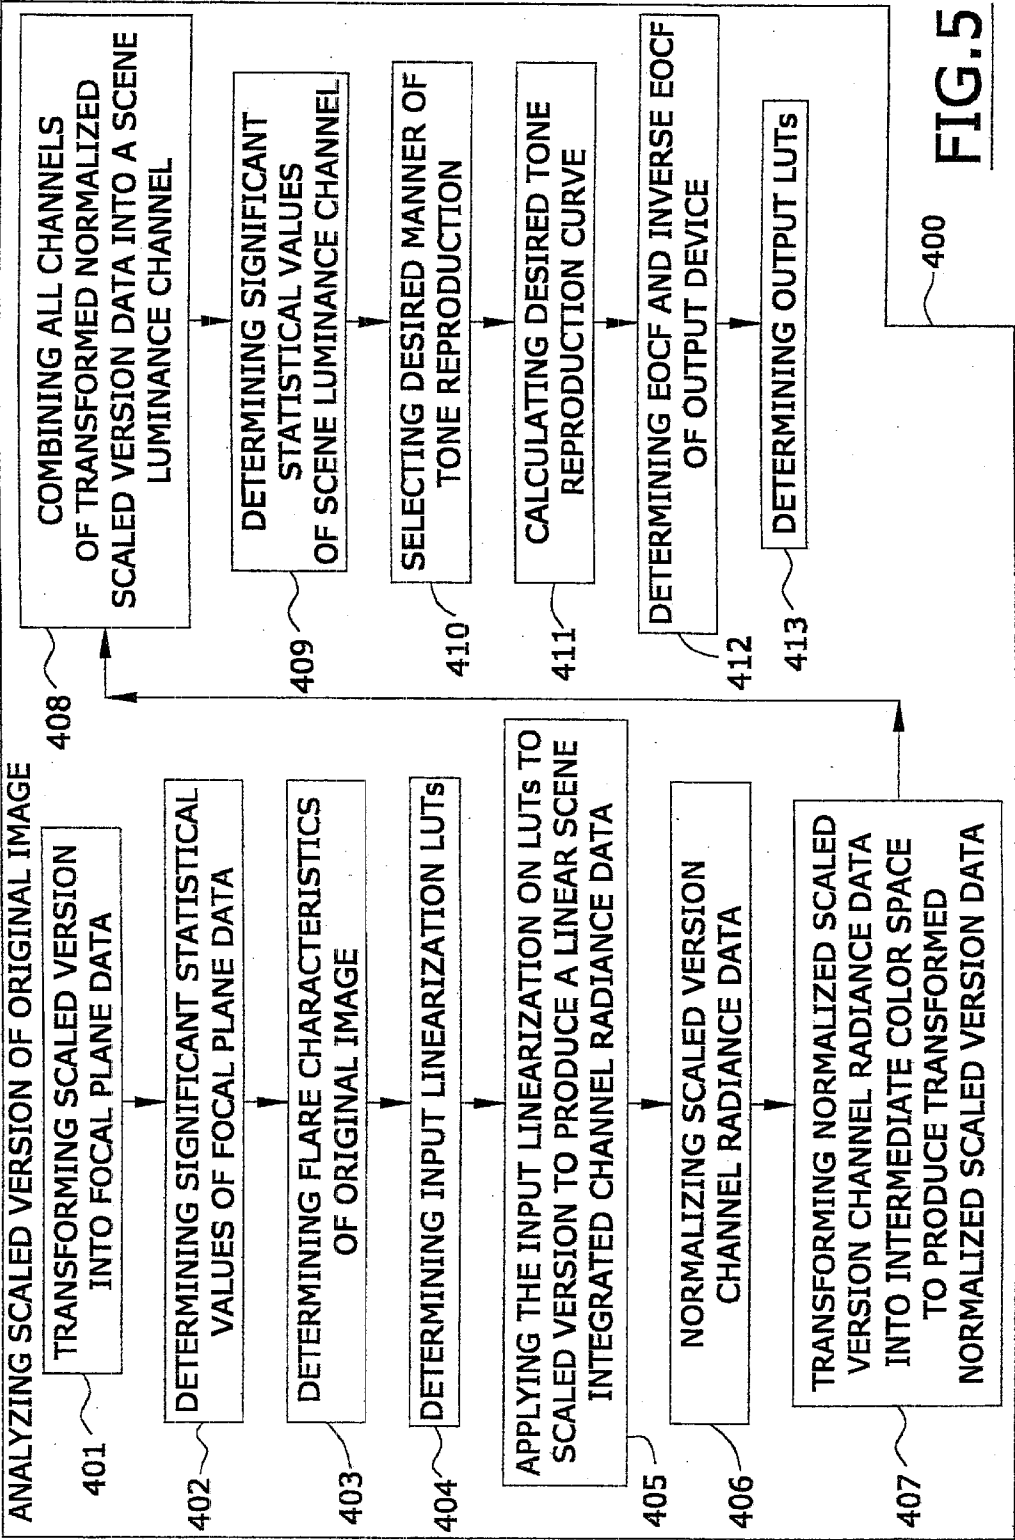 ANALYZING SCALED VERSION OF ORIGINAL IMAGE
401
TRANSFORMING SCALED VERSION
INTO FOCAL PLANE DATA
402
DETERMINING SIGNIFICANT STATISTICAL
VALUES OF FOCAL PLANE DATA
403
DETERMINING FLARE CHARACTERISTICS
OF ORIGINAL IMAGE
404
DETERMINING INPUT LINEARIZATION LUTs
405
APPLYING THE INPUT LINEARIZATION ON LUTs TO
SCALED VERSION TO PRODUCE A LINEAR SCENE
INTEGRATED CHANNEL RADIANCE DATA
406
NORMALIZING SCALED VERSION
CHANNEL RADIANCE DATA
407
TRANSFORMING NORMALIZED SCALED
VERSION CHANNEL RADIANCE DATA
INTO INTERMEDIATE COLOR SPACE
TO PRODUCE TRANSFORMED
NORMALIZED SCALED VERSION DATA
408
COMBINING ALL CHANNELS
OF TRANSFORMED NORMALIZED
SCALED VERSION DATA INTO A SCENE
LUMINANCE CHANNEL
409
DETERMINING SIGNIFICANT
STATISTICAL VALUES
OF SCENE LUMINANCE CHANNEL
410
SELECTING DESIRED MANNER OF
TONE REPRODUCTION
411
CALCULATING DESIRED TONE
REPRODUCTION CURVE
412
DETERMINING EOCF AND INVERSE EOCF
OF OUTPUT DEVICE
413
DETERMINING OUTPUT LUTs
400
FIG.5